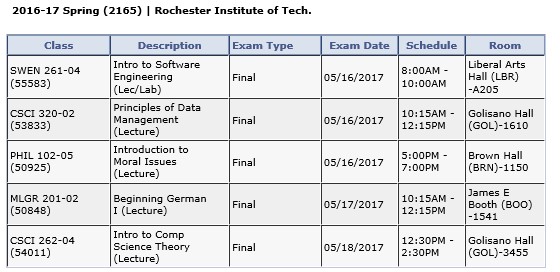 2016-17 Spring (2165) | Rochester Institute of Tech.
Class Description Exam Type Exam Date Schedule Room
SWEN 261-04 (55583) Intro to Software Engineering (Lec/Lab) Final 05/16/2017 8:00AM - 10:00AM Liberal Arts Hall (LBR) -A205
CSCI 320-02 (53833) Principles of Data Management (Lecture) Final 05/16/2017 10:15AM - 12:15PM Golisano Hall (GOL)-1610
PHIL 102-05 (50925) Introduction to Moral Issues (Lecture) Final 05/16/2017 5:00PM - 7:00PM Brown Hall (BRN)-1150
MLGR 201-02 (50848) Beginning German I (Lecture) Final 05/17/2017 10:15AM - 12:15PM James E Booth (BOO) -1541
CSCI 262-04 (54011) Intro to Comp Science Theory (Lecture) Final 05/18/2017 12:30PM - 2:30PM Golisano Hall (GOL)-3455